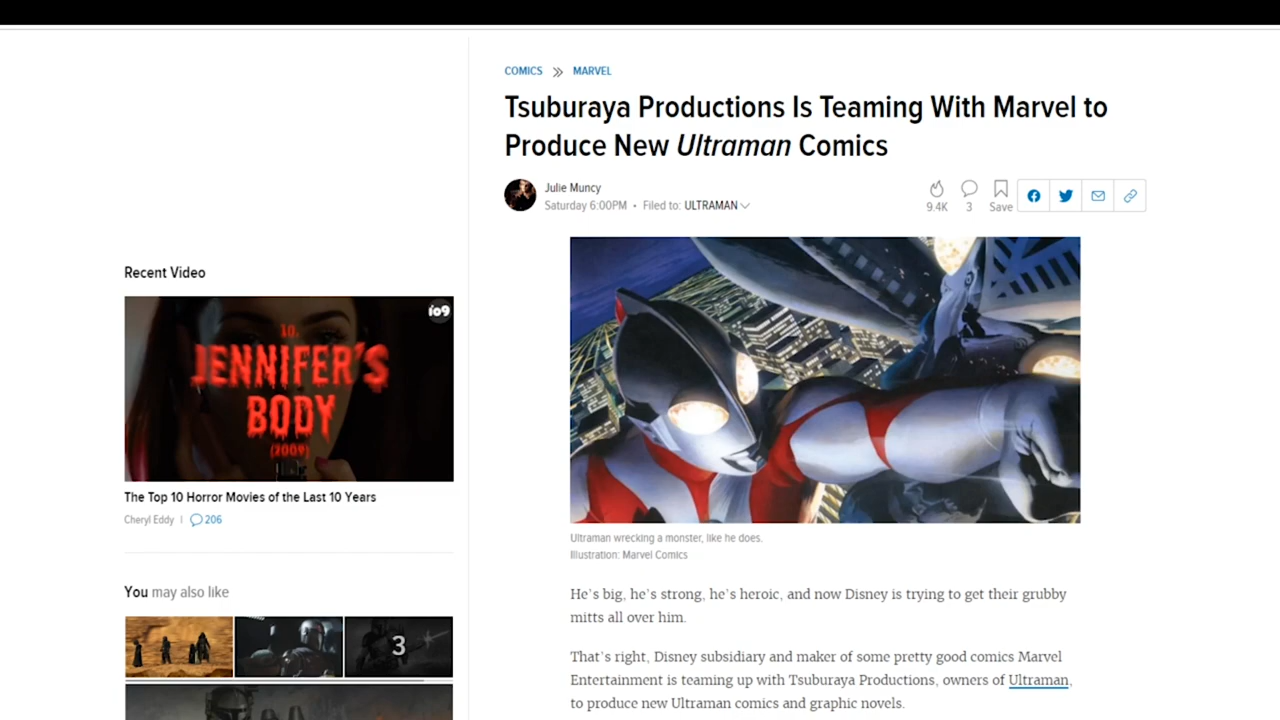 COMICS » MARVEL
Tsuburaya Productions Is Teaming With Marvel to
Produce New Ultraman Comics
Julie Muncy
Saturday 6:00PM • Filed to: ULTRAMAN
9.4K
3
Save
Recent Video
io9
10.
JENNIFER'S
BODY
(2009)
The Top 10 Horror Movies of the Last 10 Years
Cheryl Eddy | 206
You may also like
3
Ultraman wrecking a monster, like he does.
Illustration: Marvel Comics
He's big, he's strong, he's heroic, and now Disney is trying to get their grubby
mitts all over him.
That's right, Disney subsidiary and maker of some pretty good comics Marvel
Entertainment is teaming up with Tsuburaya Productions, owners of Ultraman,
to produce new Ultraman comics and graphic novels.